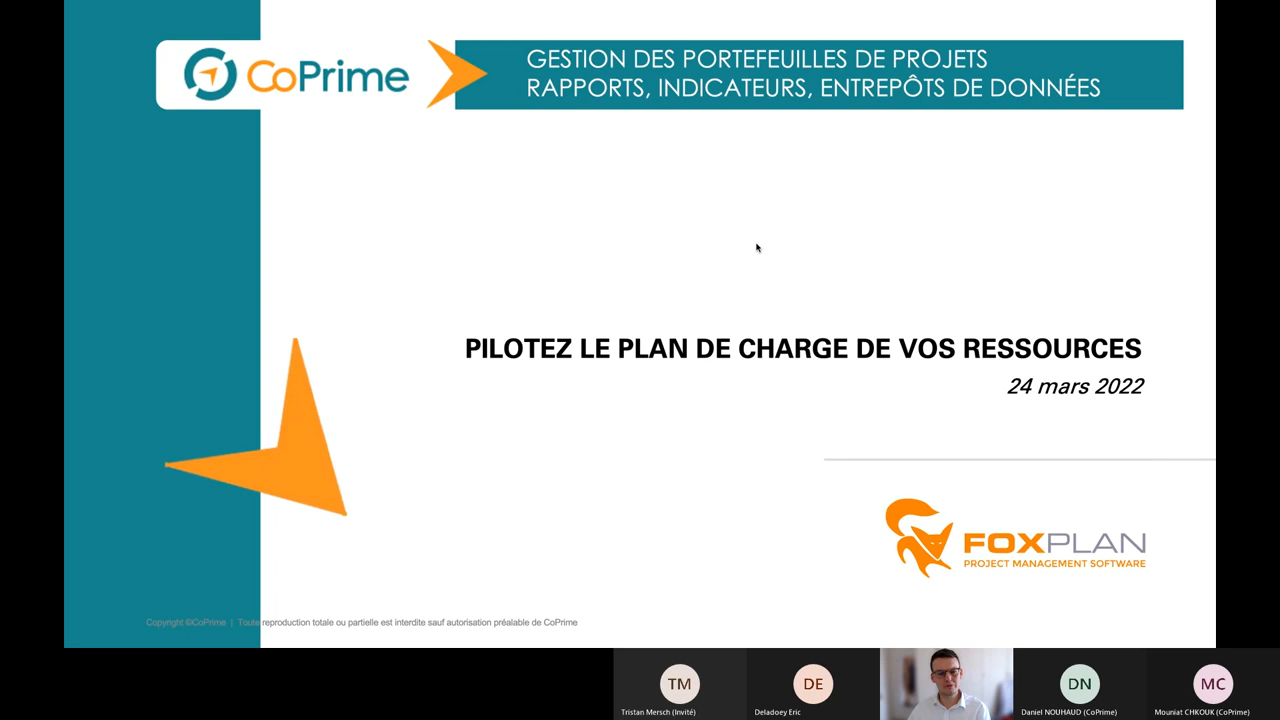 CoPrime
GESTION DES PORTEFEUILLES DE PROJETS
RAPPORTS, INDICATEURS, ENTREPÔTS DE DONNÉES
PILOTEZ LE PLAN DE CHARGE DE VOS RESSOURCES
24 mars 2022
FOXPLAN
PROJECT MANAGEMENT SOFTWARE
Copyright ©CoPrime | Toute reproduction totale ou partielle est interdite sauf autorisation préalable de CoPrime
TM
DE
DN
MC
Tristan Mersch (Invité)
Deladoey Eric
Daniel NOUHAUD (CoPrime)
Mouniat CHKOUK (CoPrime)